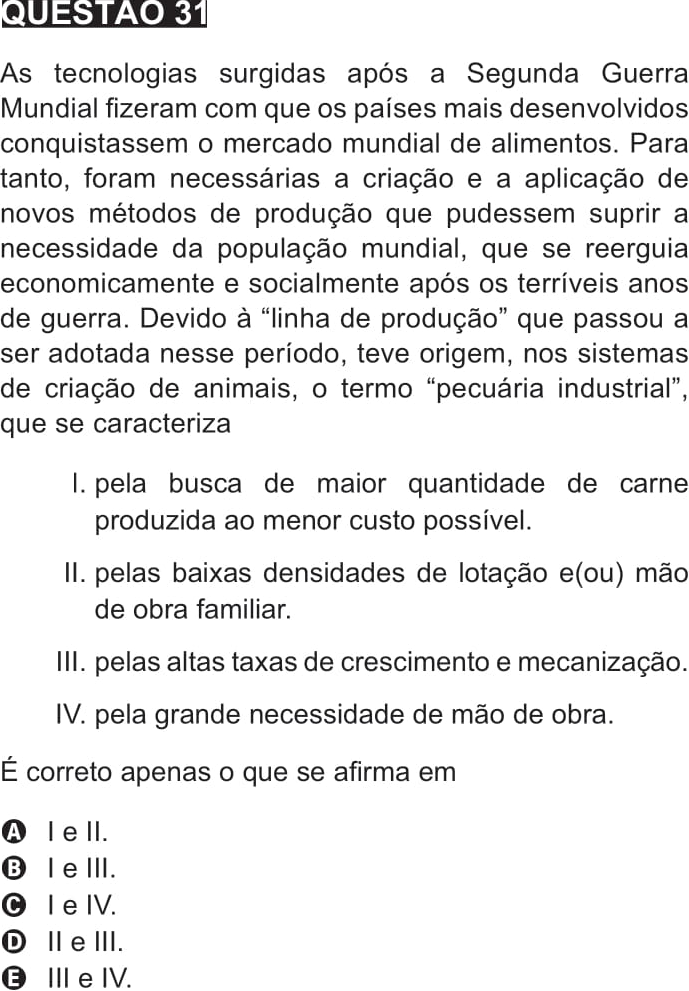 QUESTÃO 31
As tecnologias surgidas após a Segunda Guerra
Mundial fizeram com que os países mais desenvolvidos
conquistassem o mercado mundial de alimentos. Para
tanto, foram necessárias a criação e a aplicação de
novos métodos de produção que pudessem suprir a
necessidade da população mundial, que se reerguia
economicamente e socialmente após os terríveis anos
de guerra. Devido à “linha de produção” que passou a
ser adotada nesse período, teve origem, nos sistemas
de criação de animais, o termo “pecuária industrial”,
que se caracteriza
I. pela busca de maior quantidade de carne
produzida ao menor custo possível.
II. pelas baixas densidades de lotação e(ou) mão
de obra familiar.
III. pelas altas taxas de crescimento e mecanização.
IV. pela grande necessidade de mão de obra.
É correto apenas o que se afirma em
A I e II.
B I e III.
C I e IV.
D II e III.
E III e IV.